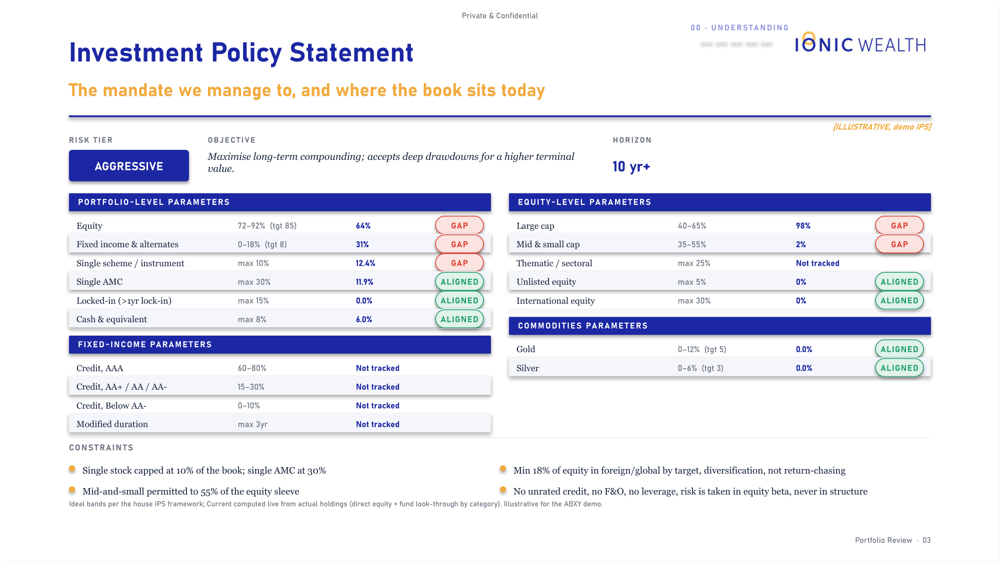 Private & Confidential
00 · UNDERSTANDING
IONIC WEALTH
Investment Policy Statement
The mandate we manage to, and where the book sits today
[ILLUSTRATIVE, demo IPS]
RISK TIER
AGGRESSIVE
OBJECTIVE
Maximise long-term compounding; accepts deep drawdowns for a higher terminal
value.
HORIZON
10 yr+
PORTFOLIO-LEVEL PARAMETERS
Equity 72–92% (tgt 85) 64% GAP
Fixed income & alternates 0–18% (tgt 8) 31% GAP
Single scheme / instrument max 10% 12.4% GAP
Single AMC max 30% 11.9% ALIGNED
Locked-in (>1yr lock-in) max 15% 0.0% ALIGNED
Cash & equivalent max 8% 6.0% ALIGNED
FIXED-INCOME PARAMETERS
Credit, AAA 60–80% Not tracked
Credit, AA+ / AA / AA- 15–30% Not tracked
Credit, Below AA- 0–10% Not tracked
Modified duration max 3yr Not tracked
EQUITY-LEVEL PARAMETERS
Large cap 40–65% 98% GAP
Mid & small cap 35–55% 2% GAP
Thematic / sectoral max 25% Not tracked
Unlisted equity max 5% 0% ALIGNED
International equity max 30% 0% ALIGNED
COMMODITIES PARAMETERS
Gold 0–12% (tgt 5) 0.0% ALIGNED
Silver 0–6% (tgt 3) 0.0% ALIGNED
CONSTRAINTS
Single stock capped at 10% of the book; single AMC at 30%
Mid-and-small permitted to 55% of the equity sleeve
Min 18% of equity in foreign/global by target, diversification, not return-chasing
No unrated credit, no F&O, no leverage, risk is taken in equity beta, never in structure
Ideal bands per the house IPS framework; Current computed live from actual holdings (direct equity + fund look-through by category). Illustrative for the ABXY demo.
Portfolio Review · 03